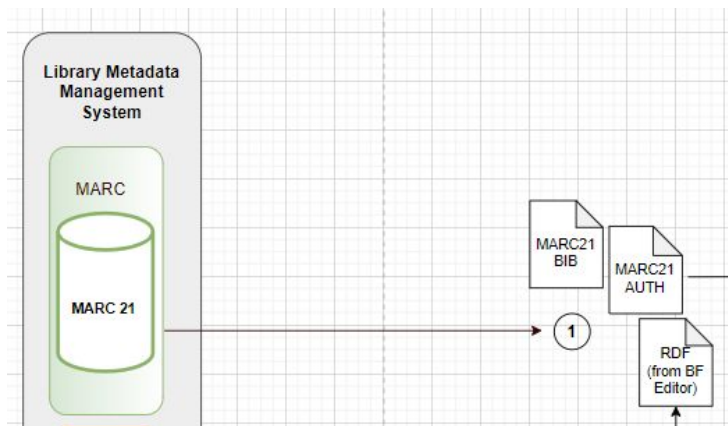 Library Metadata
Management
System
MARC
MARC 21
MARC21
BIB
MARC21
AUTH
1
RDF
(from BF
Editor)